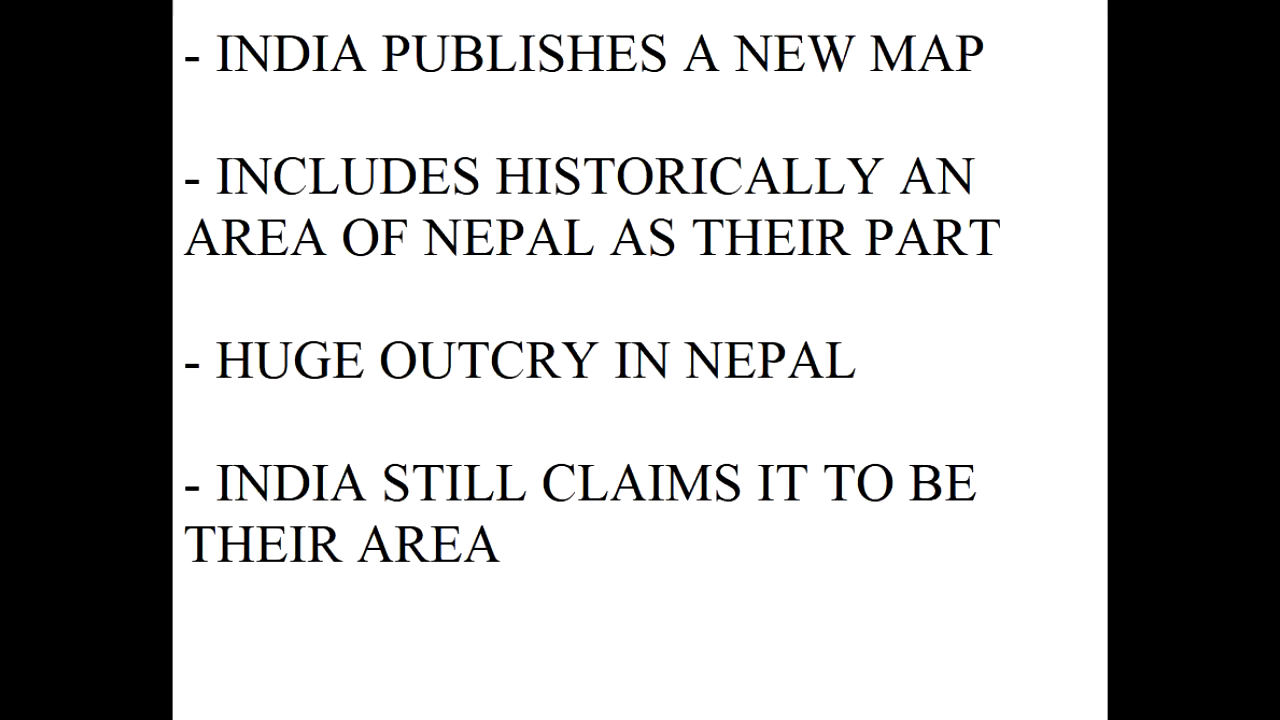 - INDIA PUBLISHES A NEW MAP
- INCLUDES HISTORICALLY AN
AREA OF NEPAL AS THEIR PART
- HUGE OUTCRY IN NEPAL
- INDIA STILL CLAIMS IT TO BE
THEIR AREA